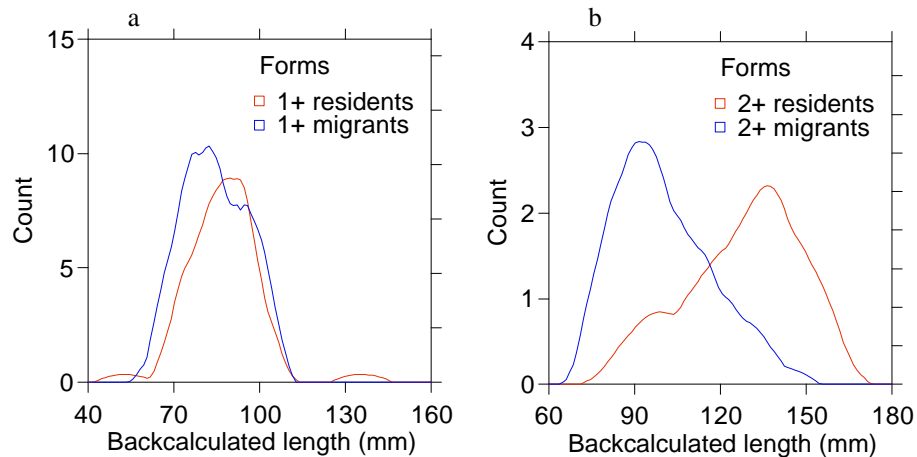 a
15
10
5
0
Count
40 70 100 130 160
Backcalculated length (mm)
Forms
1+ residents
1+ migrants
b
4
3
2
1
0
Count
60 90 120 150 180
Backcalculated length (mm)
Forms
2+ residents
2+ migrants